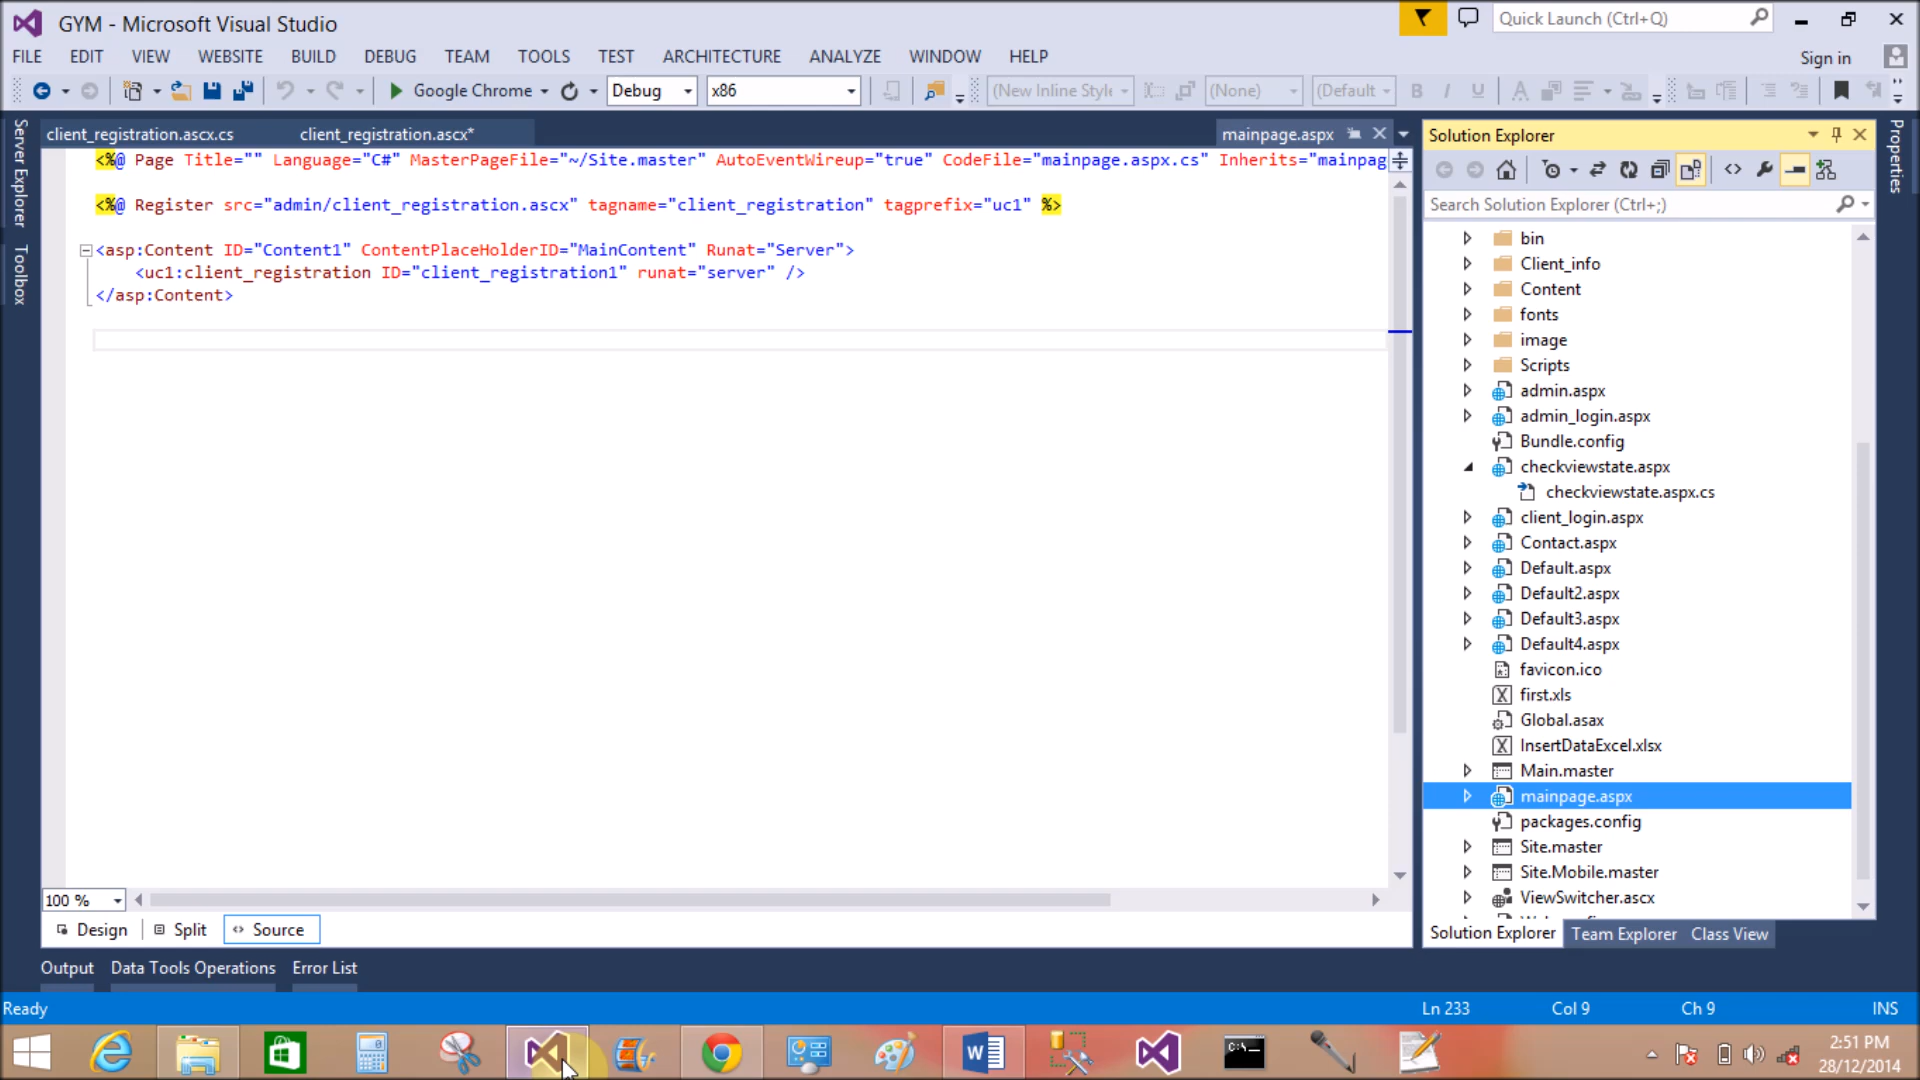 GYM - Microsoft Visual Studio
Quick Launch (Ctrl+Q)
FILE EDIT VIEW WEBSITE BUILD DEBUG TEAM TOOLS TEST ARCHITECTURE ANALYZE WINDOW HELP
Sign in
Google Chrome Debug x86 (New Inline Style (None) (Default B I U A
Server Explorer
Toolbox
client_registration.ascx.cs client_registration.ascx* mainpage.aspx
<%@ Page Title="" Language="C#" MasterPageFile="~/Site.master" AutoEventWireup="true" CodeFile="mainpage.aspx.cs" Inherits="mainpag
<%@ Register src="admin/client_registration.ascx" tagname="client_registration" tagprefix="uc1" %>
<asp:Content ID="Content1" ContentPlaceHolderID="MainContent" Runat="Server">
<uc1:client_registration ID="client_registration1" runat="server" />
</asp:Content>
100 %
Design Split Source
Output Data Tools Operations Error List
Solution Explorer
Search Solution Explorer (Ctrl+;)
bin
Client_info
Content
fonts
image
Scripts
admin.aspx
admin_login.aspx
Bundle.config
checkviewstate.aspx
checkviewstate.aspx.cs
client_login.aspx
Contact.aspx
Default.aspx
Default2.aspx
Default3.aspx
Default4.aspx
favicon.ico
first.xls
Global.asax
InsertDataExcel.xlsx
Main.master
mainpage.aspx
packages.config
Site.master
Site.Mobile.master
ViewSwitcher.ascx
Solution Explorer Team Explorer Class View
Properties
Ready Ln 233 Col 9 Ch 9 INS
2:51 PM
28/12/2014